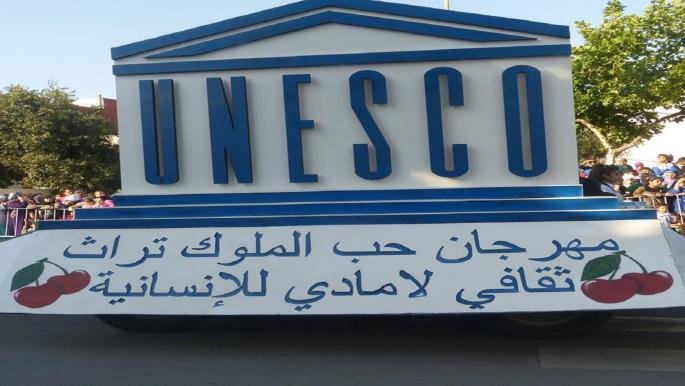 UNESCO
مهرجان حب الملوك تراث
ثقافي لامادي للإنسانية